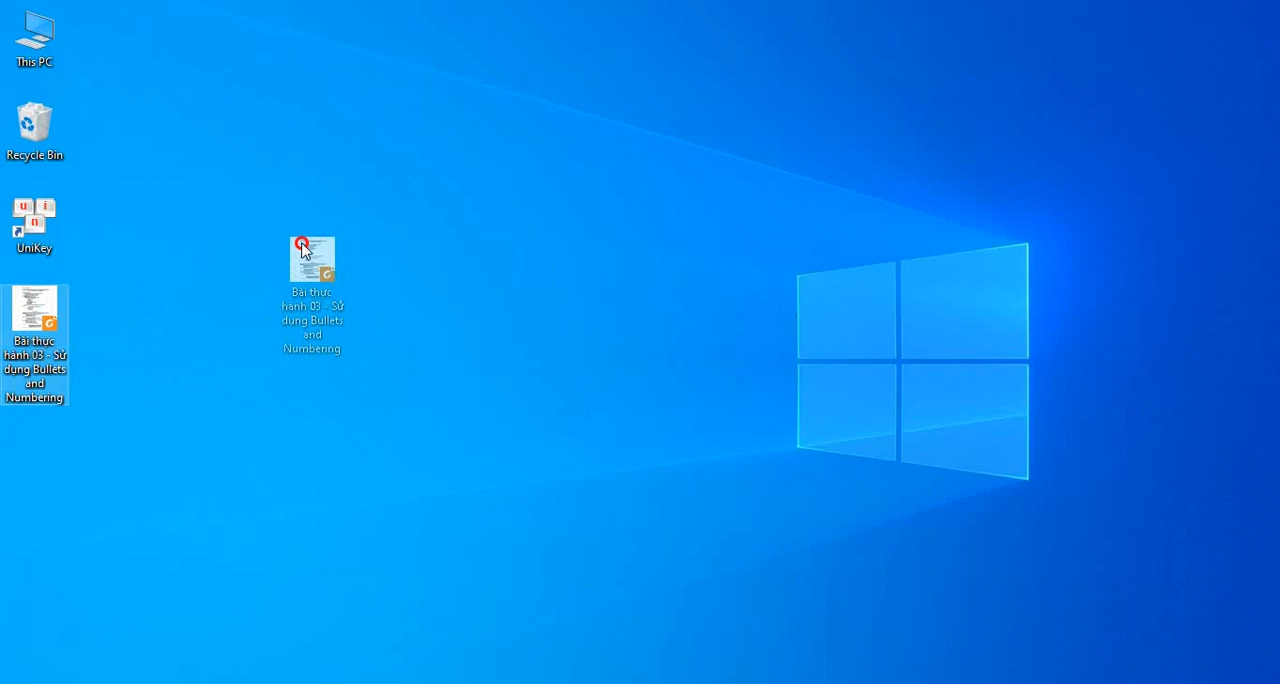 This PC
Recycle Bin
u i
n
UniKey
Bài thực
hành 03 - Sử
dụng Bullets
and
Numbering
Bài thực
hành 03 - Sử
dụng Bullets
and
Numbering